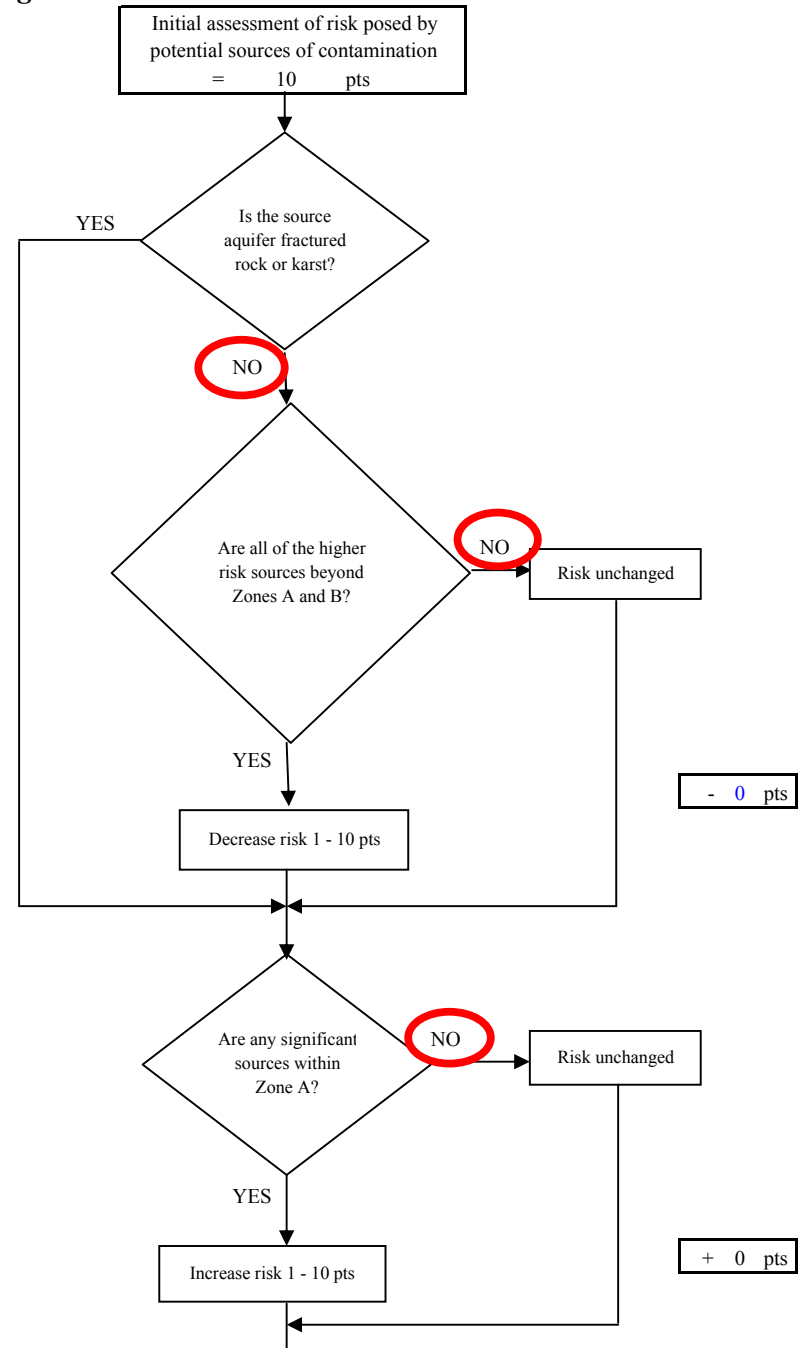 g
Initial assessment of risk posed by
potential sources of contamination
= 10 pts
YES
Is the source
aquifer fractured
rock or karst?
NO
Are all of the higher
risk sources beyond
Zones A and B?
NO
Risk unchanged
YES
- 0 pts
Decrease risk 1 - 10 pts
Are any significant
sources within
Zone A?
NO
Risk unchanged
YES
+ 0 pts
Increase risk 1 - 10 pts